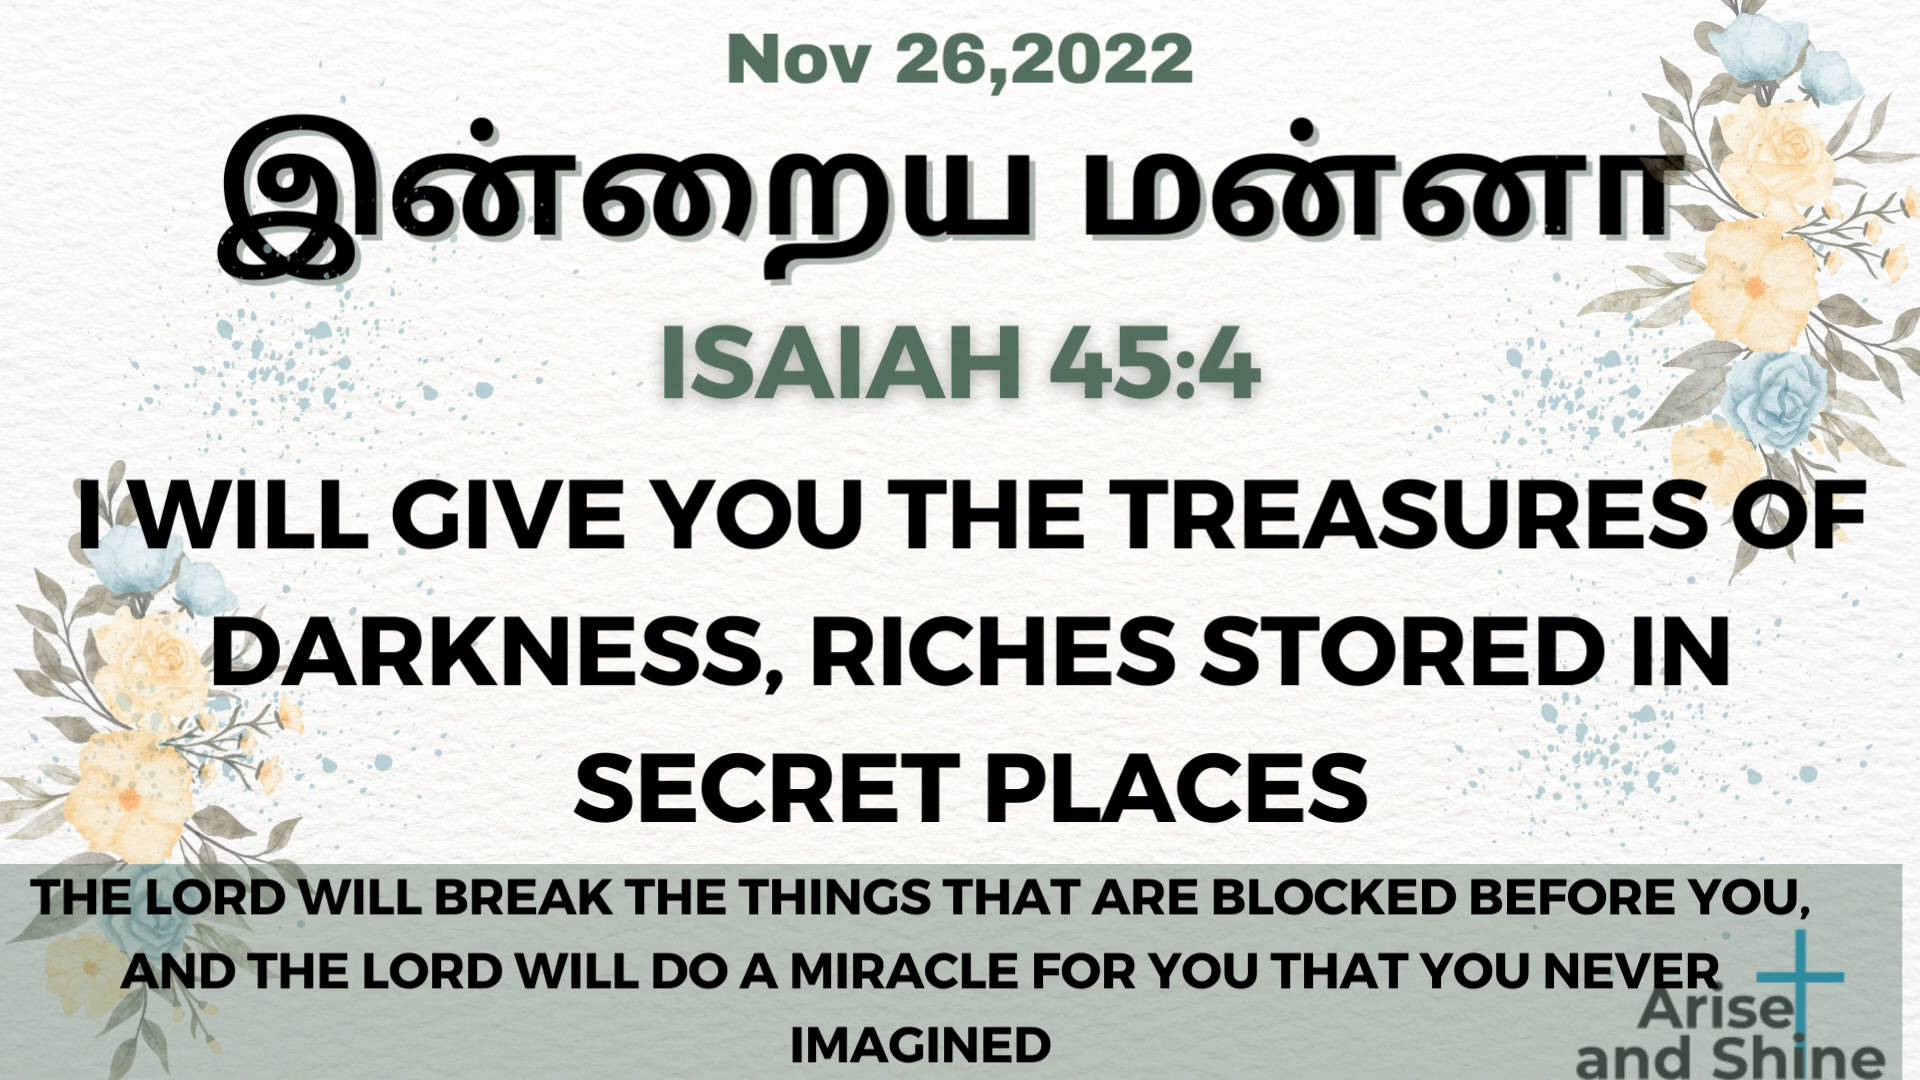 Nov 26,2022
இன்றைய மன்னா
ISAIAH 45:4
I WILL GIVE YOU THE TREASURES OF
DARKNESS, RICHES STORED IN
SECRET PLACES
THE LORD WILL BREAK THE THINGS THAT ARE BLOCKED BEFORE YOU,
AND THE LORD WILL DO A MIRACLE FOR YOU THAT YOU NEVER
IMAGINED
Arise
and Shine